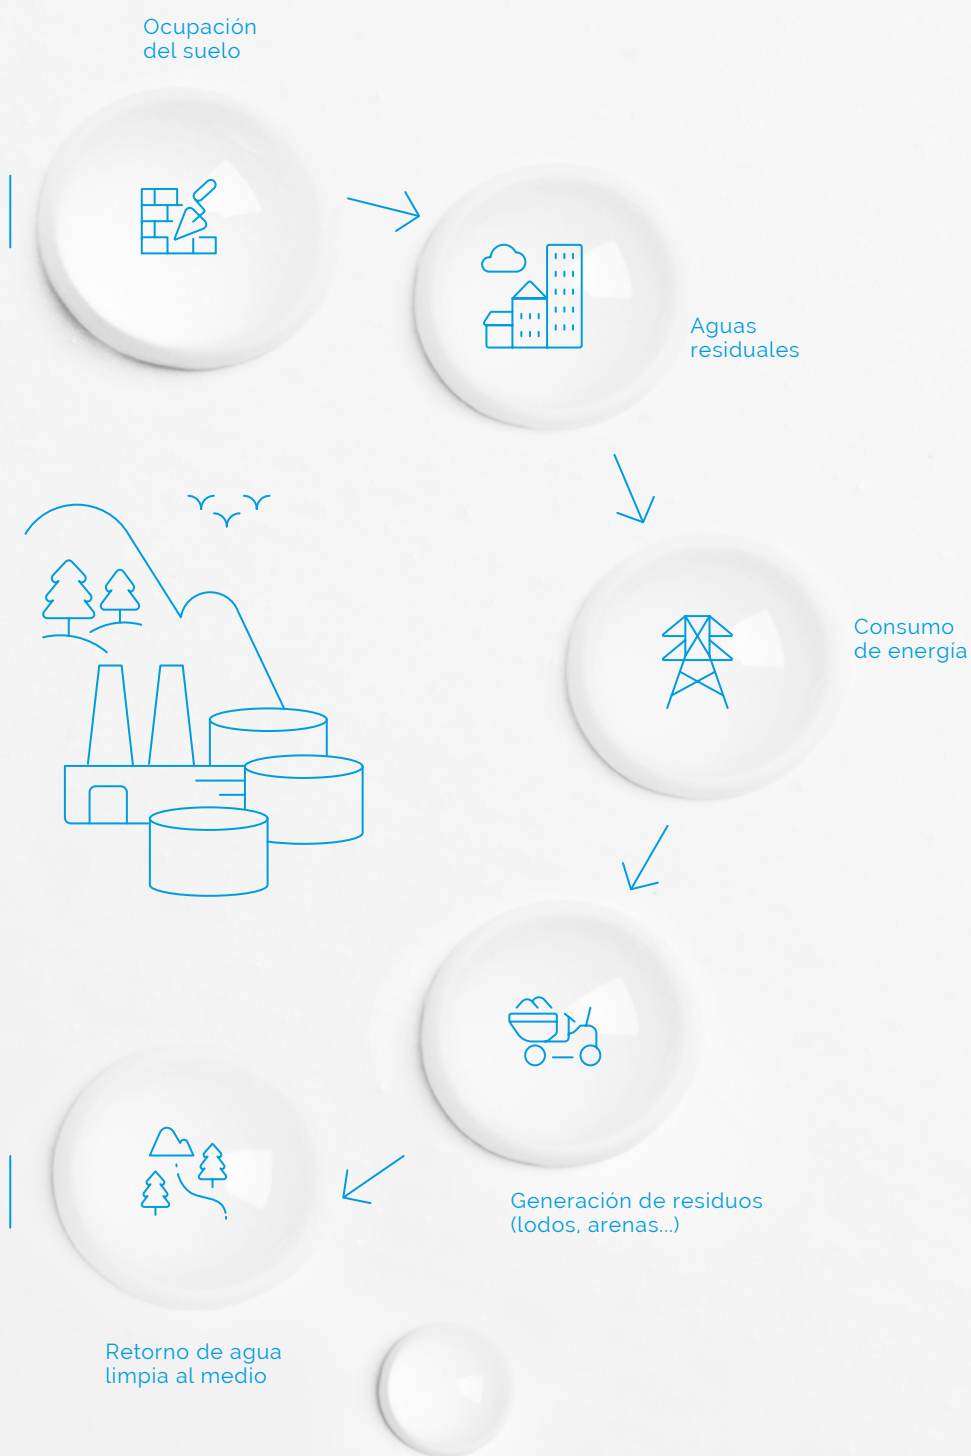 Ocupación
del suelo
Aguas
residuales
Consumo
de energía
Generación de residuos
(lodos, arenas...)
Retorno de agua
limpia al medio